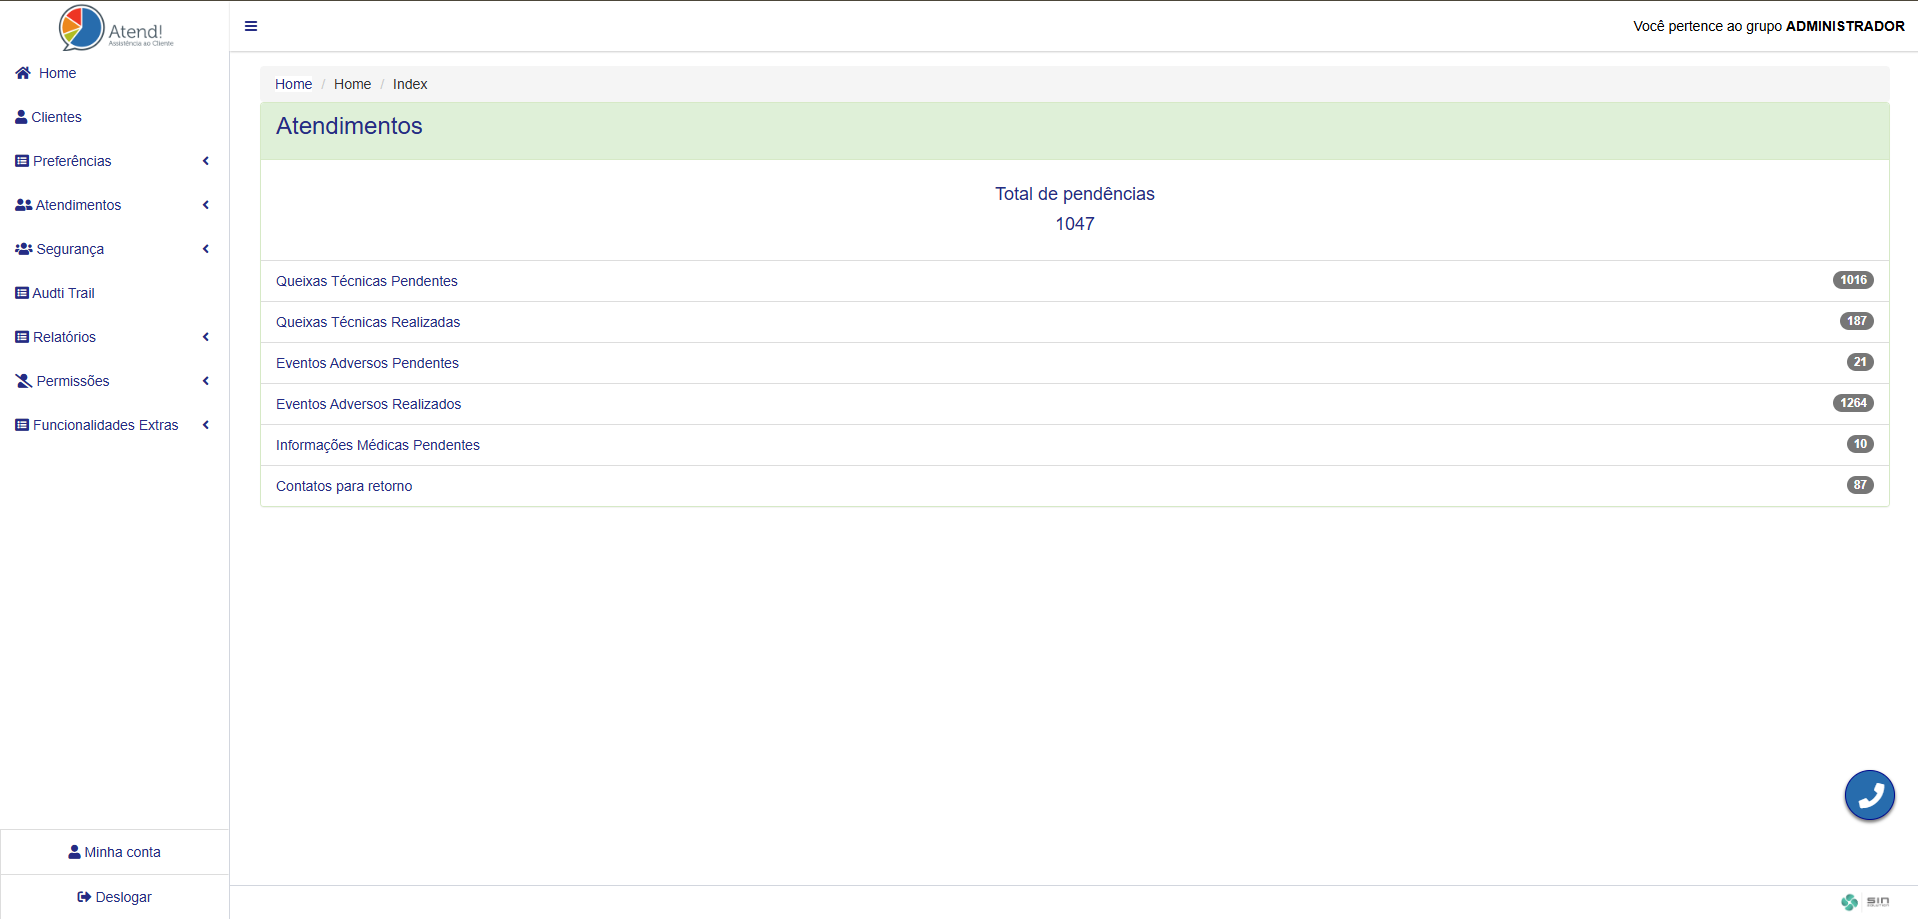 Atend!
Assistência ao Cliente
Você pertence ao grupo ADMINISTRADOR
Home
Clientes
Preferências
Atendimentos
Segurança
Audti Trail
Relatórios
Permissões
Funcionalidades Extras
Minha conta
Deslogar
Home / Home / Index
Atendimentos
Total de pendências
1047
Queixas Técnicas Pendentes 1016
Queixas Técnicas Realizadas 187
Eventos Adversos Pendentes 21
Eventos Adversos Realizados 1264
Informações Médicas Pendentes 10
Contatos para retorno 87
sin